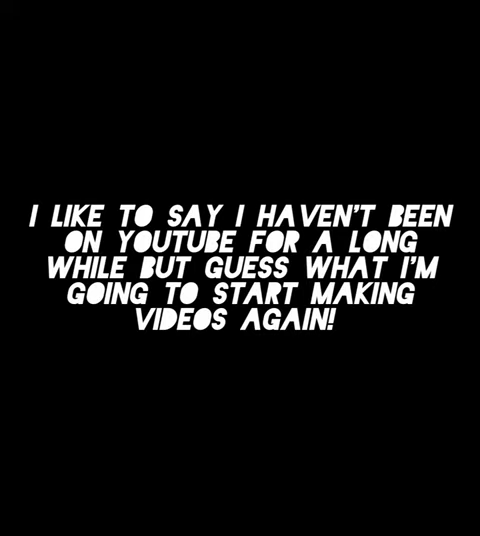 I LIKE TO SAY I HAVEN'T BEEN
ON YOUTUBE FOR A LONG
WHILE BUT GUESS WHAT I'M
GOING TO START MAKING
VIDEOS AGAIN!